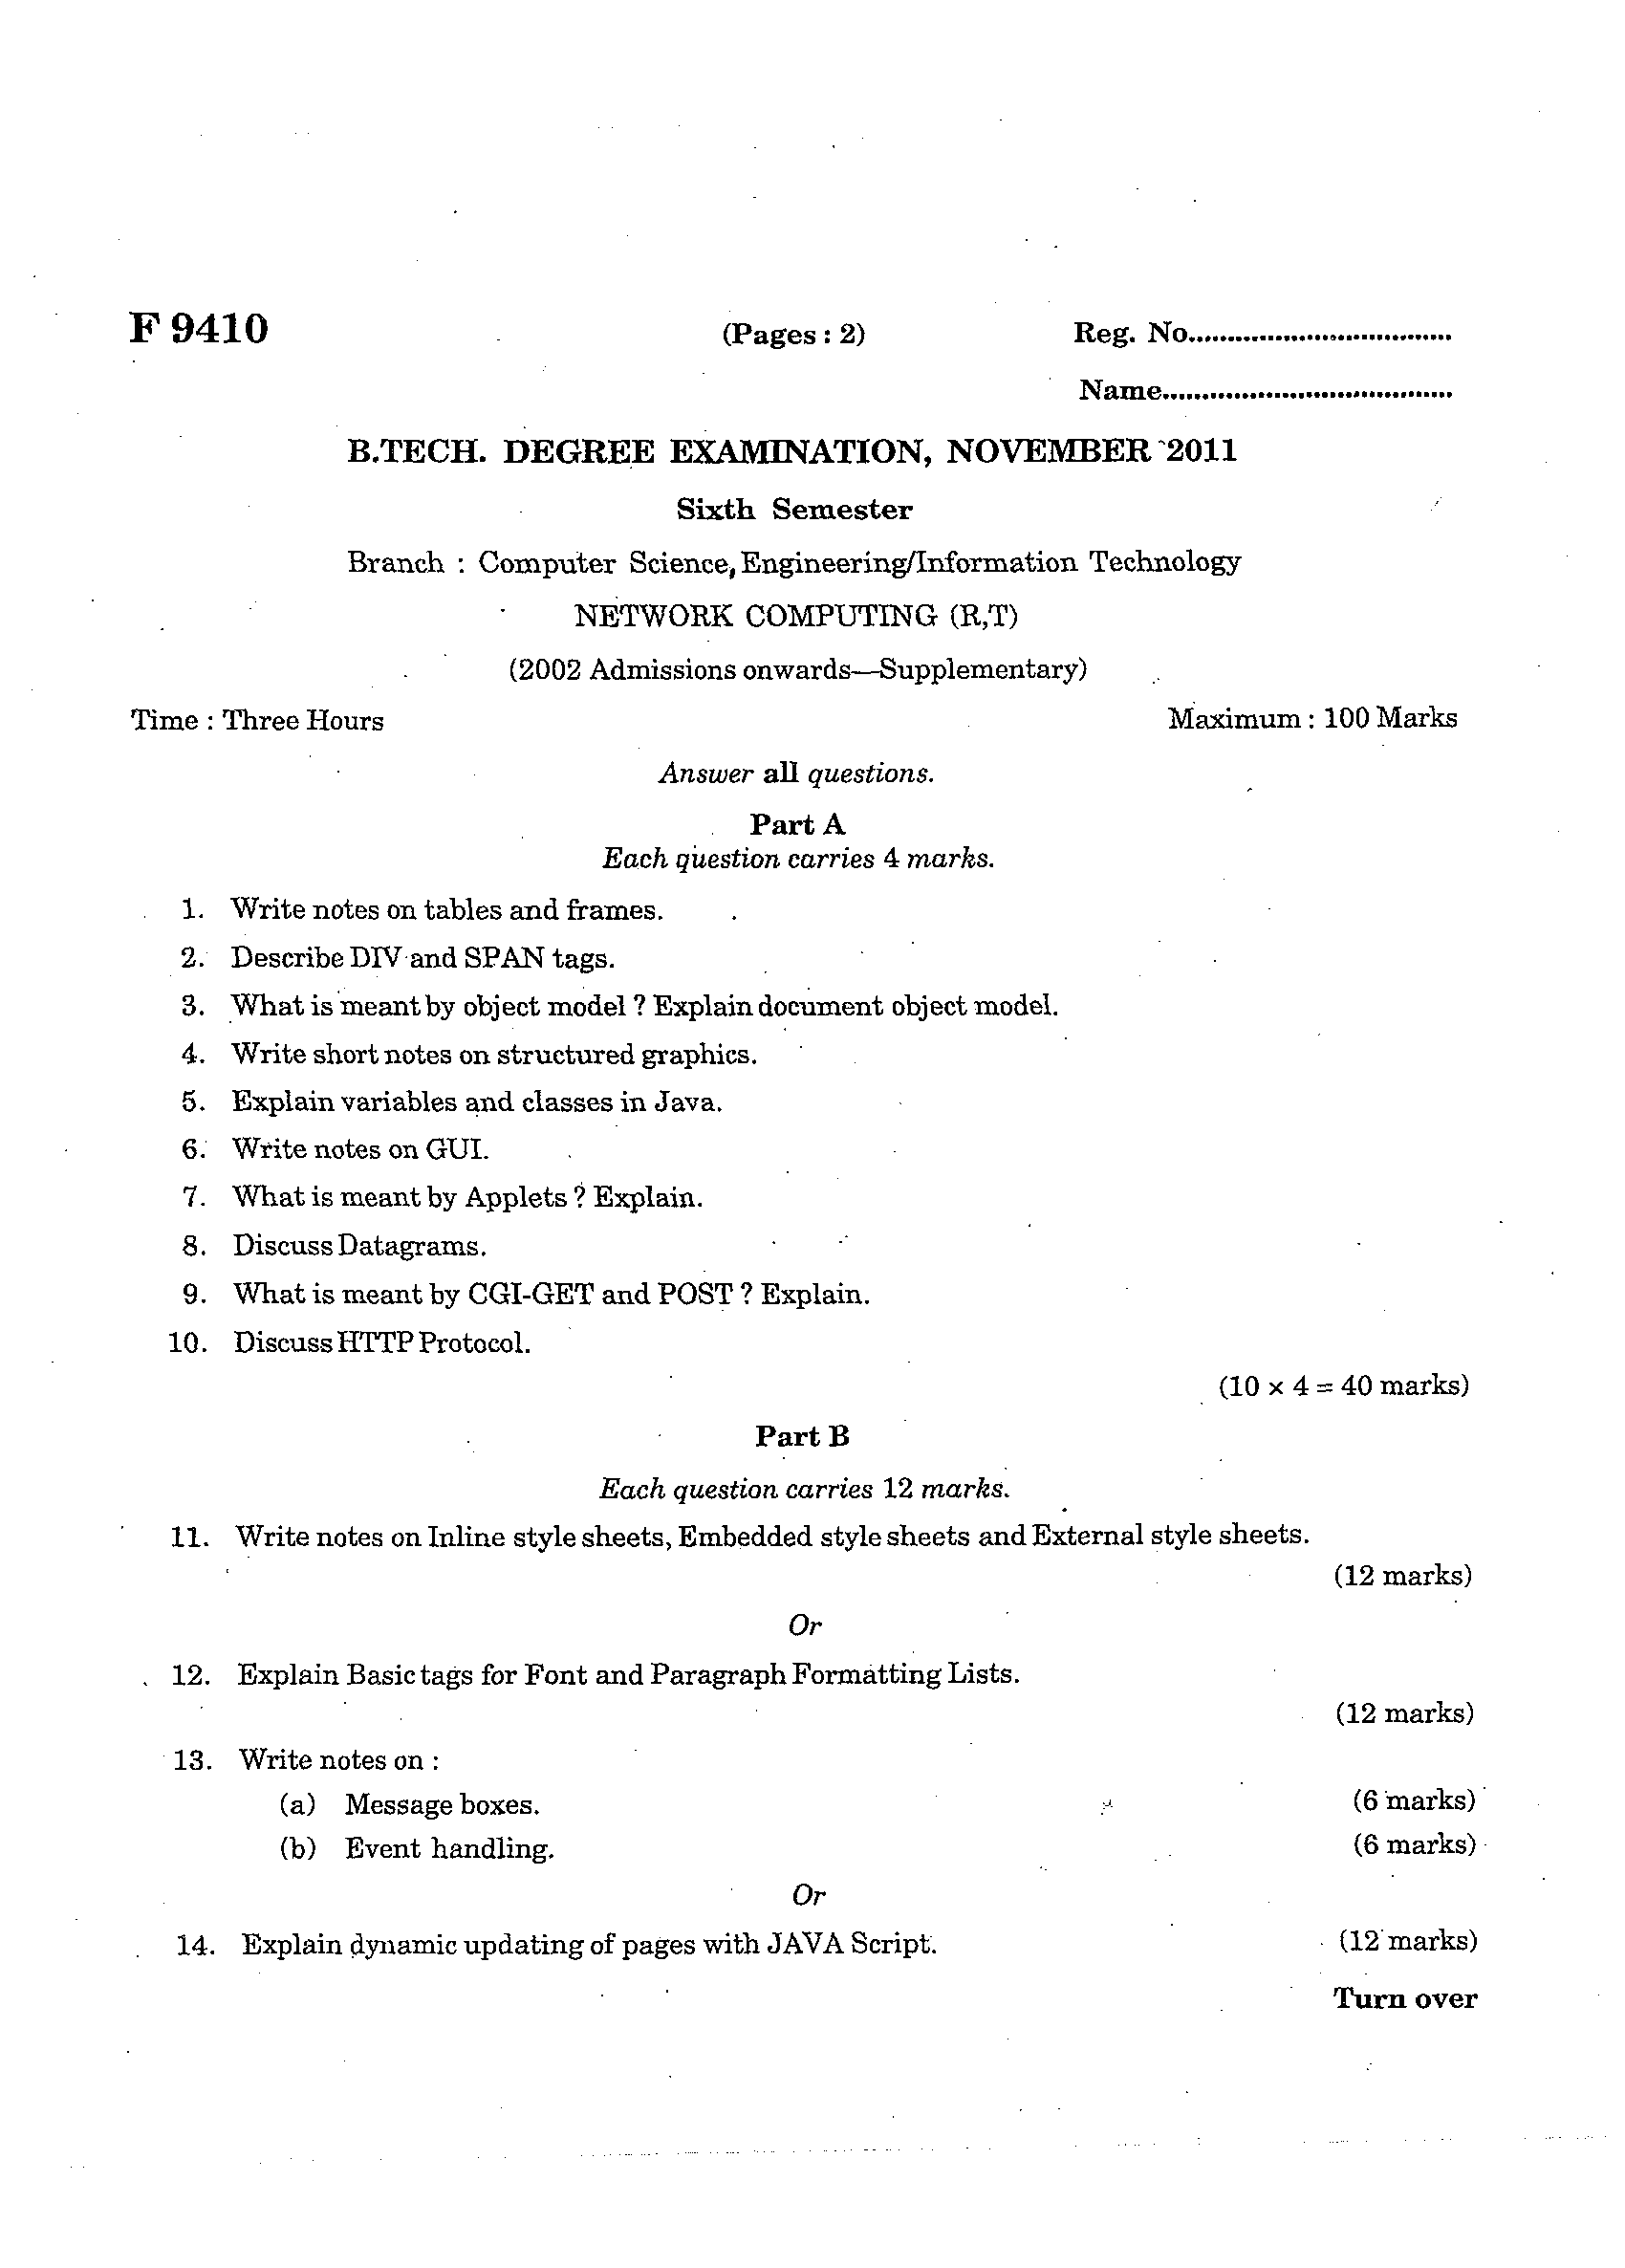 F 9410 (Pages : 2) Reg. No.................................
Name....................................
B.TECH. DEGREE EXAMINATION, NOVEMBER 2011
Sixth Semester
Branch : Computer Science, Engineering/Information Technology
NETWORK COMPUTING (R,T)
(2002 Admissions onwards—Supplementary)
Time : Three Hours Maximum : 100 Marks
Answer all questions.
Part A
Each question carries 4 marks.
1. Write notes on tables and frames.
2. Describe DIV and SPAN tags.
3. What is meant by object model ? Explain document object model.
4. Write short notes on structured graphics.
5. Explain variables and classes in Java.
6. Write notes on GUI.
7. What is meant by Applets ? Explain.
8. Discuss Datagrams.
9. What is meant by CGI-GET and POST ? Explain.
10. Discuss HTTP Protocol.
(10 × 4 = 40 marks)
Part B
Each question carries 12 marks.
11. Write notes on Inline style sheets, Embedded style sheets and External style sheets.
(12 marks)
Or
12. Explain Basic tags for Font and Paragraph Formatting Lists.
(12 marks)
13. Write notes on :
(a) Message boxes. (6 marks)
(b) Event handling. (6 marks)
Or
14. Explain dynamic updating of pages with JAVA Script. (12 marks)
Turn over